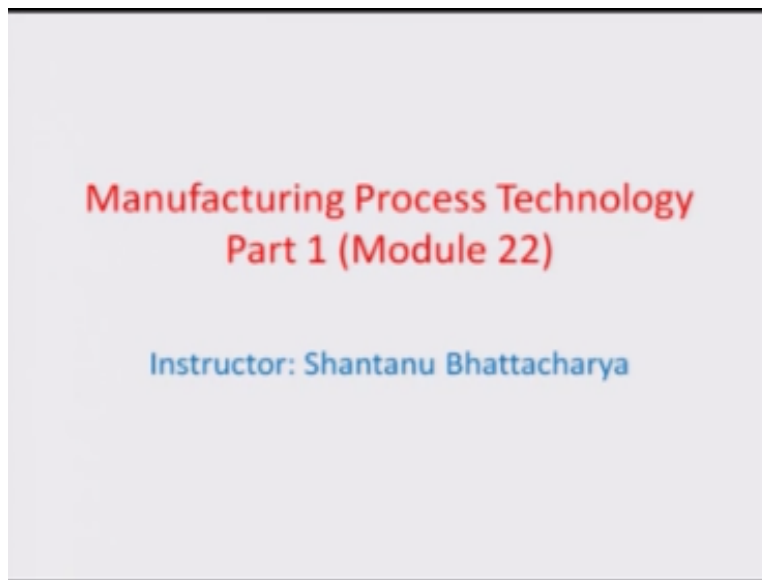 Manufacturing Process Technology
Part 1 (Module 22)
Instructor: Shantanu Bhattacharya